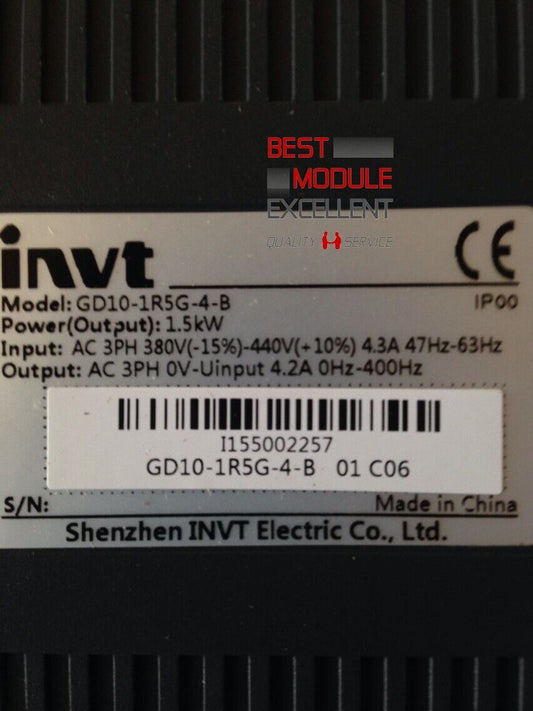 BEST
MODULE
EXCELLENT
QUALITY SERVICE
invt CE
Model: GD10-1R5G-4-B IP00
Power(Output): 1.5kW
Input: AC 3PH 380V(-15%)-440V(+10%) 4.3A 47Hz-63Hz
Output: AC 3PH 0V-Uinput 4.2A 0Hz-400Hz
I155002257
GD10-1R5G-4-B 01 C06
S/N: Made in China
Shenzhen INVT Electric Co., Ltd.